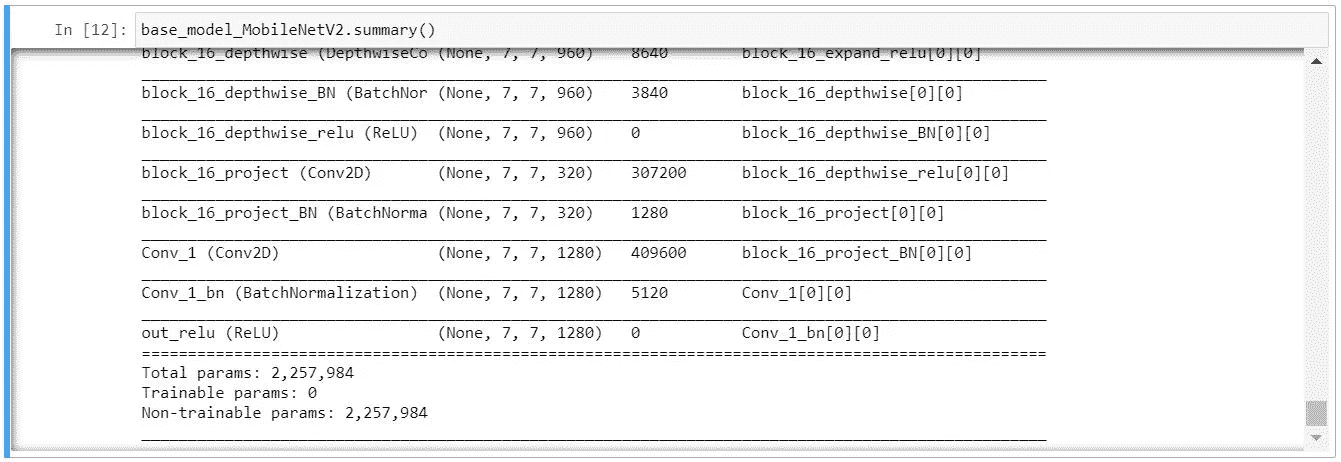 In [12]: base_model_MobileNetV2.summary()
block_16_depthwise (DepthwiseCo (None, 7, 7, 960) 8640 block_16_expand_relu[0][0]
block_16_depthwise_BN (BatchNor (None, 7, 7, 960) 3840 block_16_depthwise[0][0]
block_16_depthwise_relu (ReLU) (None, 7, 7, 960) 0 block_16_depthwise_BN[0][0]
block_16_project (Conv2D) (None, 7, 7, 320) 307200 block_16_depthwise_relu[0][0]
block_16_project_BN (BatchNorma (None, 7, 7, 320) 1280 block_16_project[0][0]
Conv_1 (Conv2D) (None, 7, 7, 1280) 409600 block_16_project_BN[0][0]
Conv_1_bn (BatchNormalization) (None, 7, 7, 1280) 5120 Conv_1[0][0]
out_relu (ReLU) (None, 7, 7, 1280) 0 Conv_1_bn[0][0]
Total params: 2,257,984
Trainable params: 0
Non-trainable params: 2,257,984